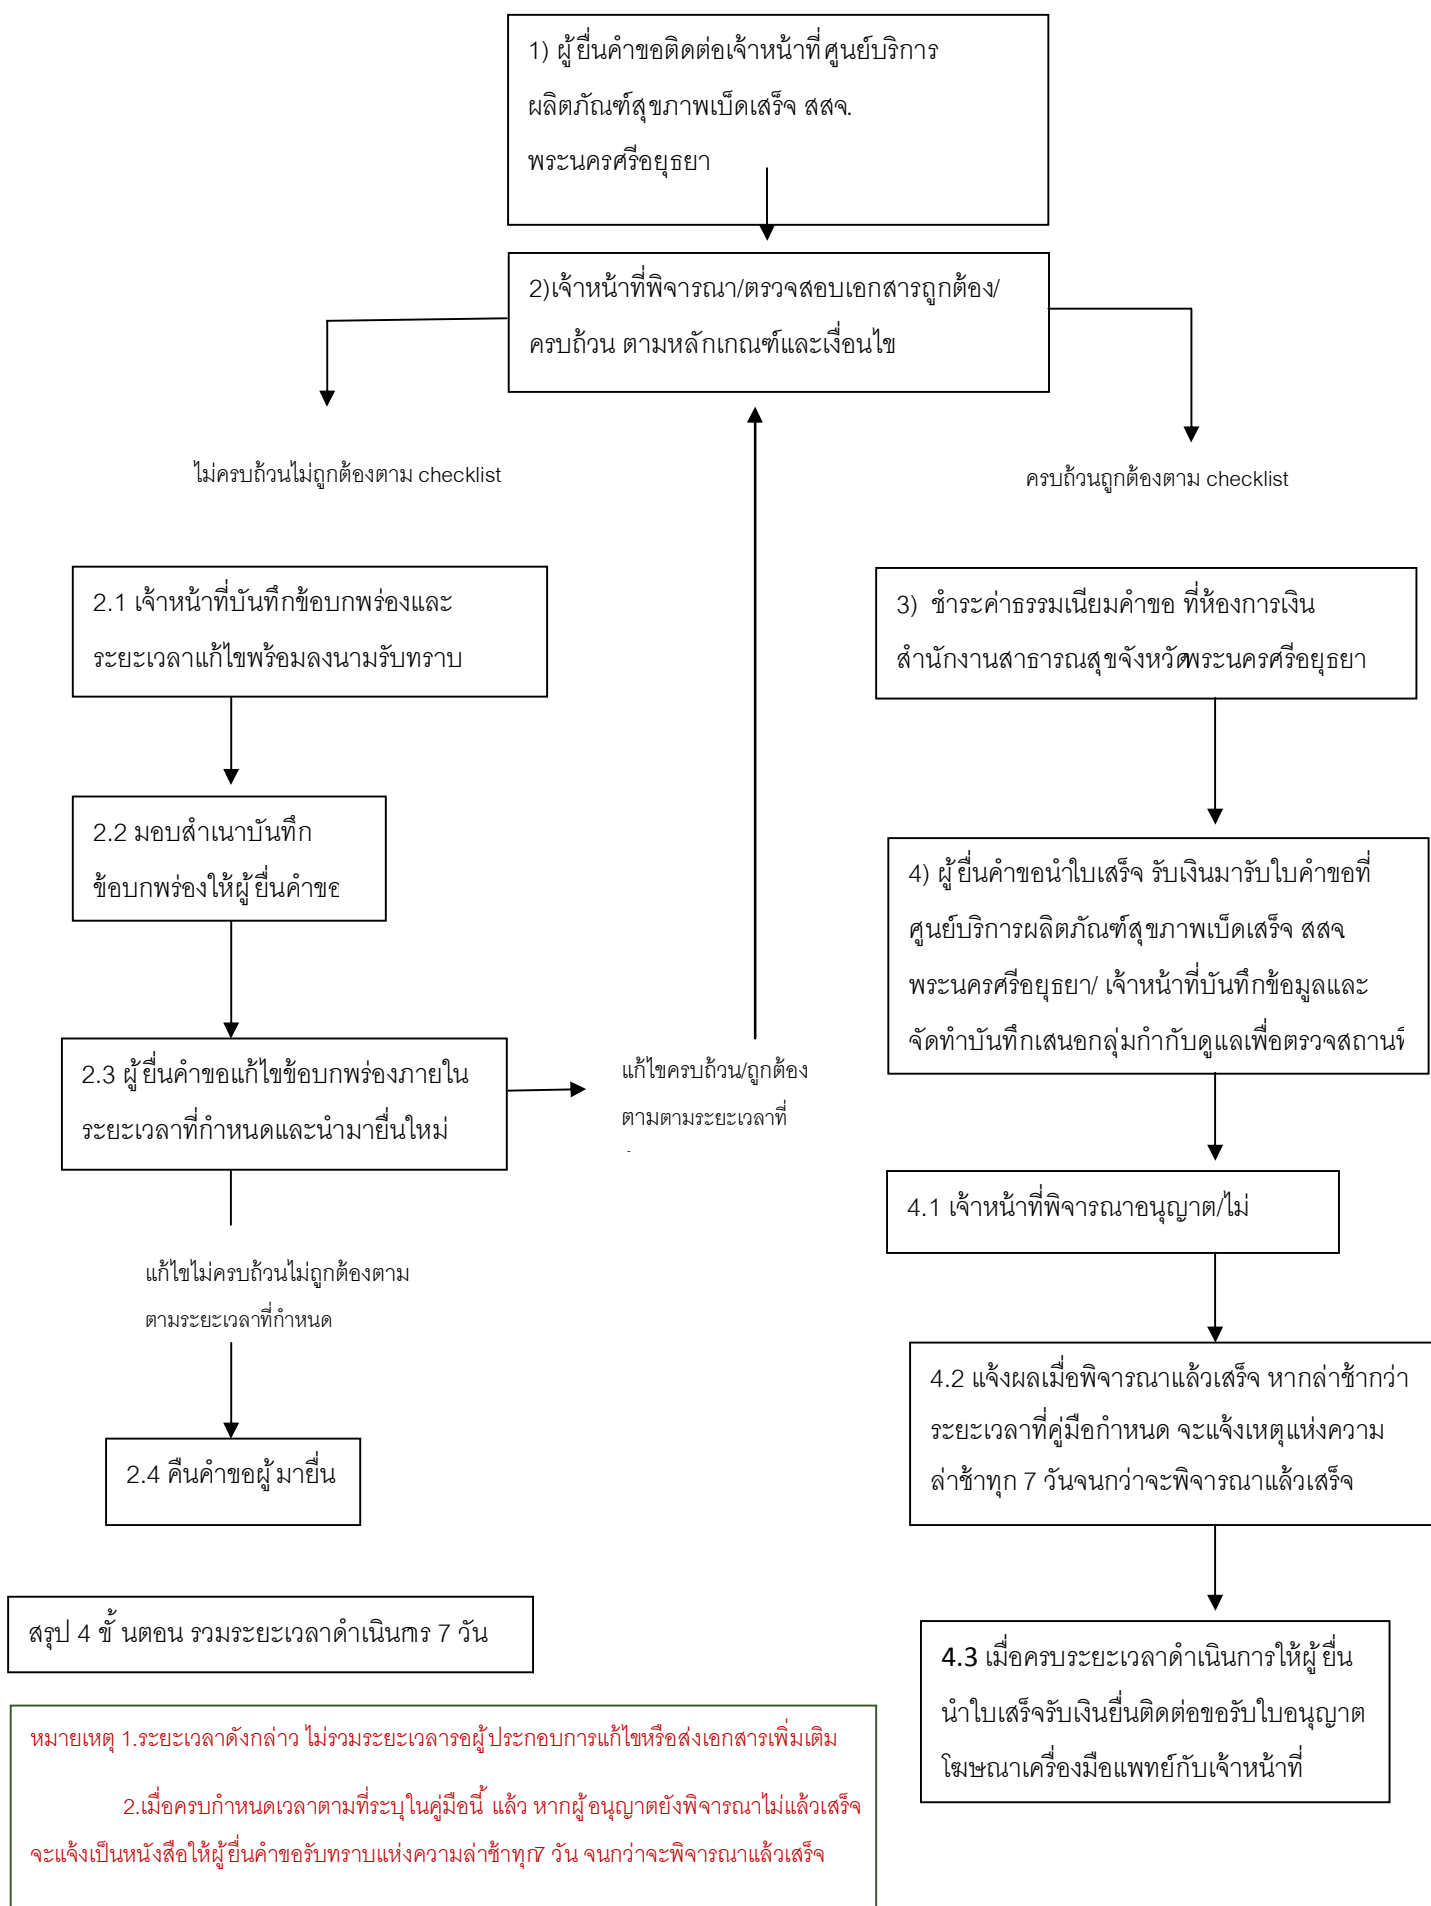 1) ผู้ยื่นคำขอติดต่อเจ้าหน้าที่ศูนย์บริการ
ผลิตภัณฑ์สุขภาพเบ็ดเสร็จ สสจ.
พระนครศรีอยุธยา
2)เจ้าหน้าที่พิจารณา/ตรวจสอบเอกสารถูกต้อง/
ครบถ้วน ตามหลักเกณฑ์และเงื่อนไข
ไม่ครบถ้วนไม่ถูกต้องตาม checklist
ครบถ้วนถูกต้องตาม checklist
2.1 เจ้าหน้าที่บันทึกข้อบกพร่องและ
ระยะเวลาแก้ไขพร้อมลงนามรับทราบ
3) ชำระค่าธรรมเนียมคำขอ ที่ห้องการเงิน
สำนักงานสาธารณสุขจังหวัดพระนครศรีอยุธยา
2.2 มอบสำเนาบันทึก
ข้อบกพร่องให้ผู้ยื่นคำขอ
4) ผู้ยื่นคำขอนำใบเสร็จ รับเงินมารับใบคำขอที่
ศูนย์บริการผลิตภัณฑ์สุขภาพเบ็ดเสร็จ สสจ
พระนครศรีอยุธยา/ เจ้าหน้าที่บันทึกข้อมูลและ
จัดทำบันทึกเสนอกลุ่มกำกับดูแลเพื่อตรวจสถานที่
2.3 ผู้ยื่นคำขอแก้ไขข้อบกพร่องภายใน
ระยะเวลาที่กำหนดและนำมายื่นใหม่
แก้ไขครบถ้วน/ถูกต้อง
ตามตามระยะเวลาที่
4.1 เจ้าหน้าที่พิจารณาอนุญาต/ไม่
แก้ไขไม่ครบถ้วนไม่ถูกต้องตาม
ตามระยะเวลาที่กำหนด
4.2 แจ้งผลเมื่อพิจารณาแล้วเสร็จ หากล่าช้ากว่า
ระยะเวลาที่คู่มือกำหนด จะแจ้งเหตุแห่งความ
ล่าช้าทุก 7 วันจนกว่าจะพิจารณาแล้วเสร็จ
2.4 คืนคำขอผู้มายื่น
สรุป 4 ขั้นตอน รวมระยะเวลาดำเนินการ 7 วัน
4.3 เมื่อครบระยะเวลาดำเนินการให้ผู้ยื่น
นำใบเสร็จรับเงินยื่นติดต่อขอรับใบอนุญาต
โฆษณาเครื่องมือแพทย์กับเจ้าหน้าที่
หมายเหตุ 1.ระยะเวลาดังกล่าว ไม่รวมระยะเวลารอผู้ประกอบการแก้ไขหรือส่งเอกสารเพิ่มเติม
2.เมื่อครบกำหนดเวลาตามที่ระบุในคู่มือนี้ แล้ว หากผู้อนุญาตยังพิจารณาไม่แล้วเสร็จ
จะแจ้งเป็นหนังสือให้ผู้ยื่นคำขอรับทราบแห่งความล่าช้าทุก7 วัน จนกว่าจะพิจารณาแล้วเสร็จ